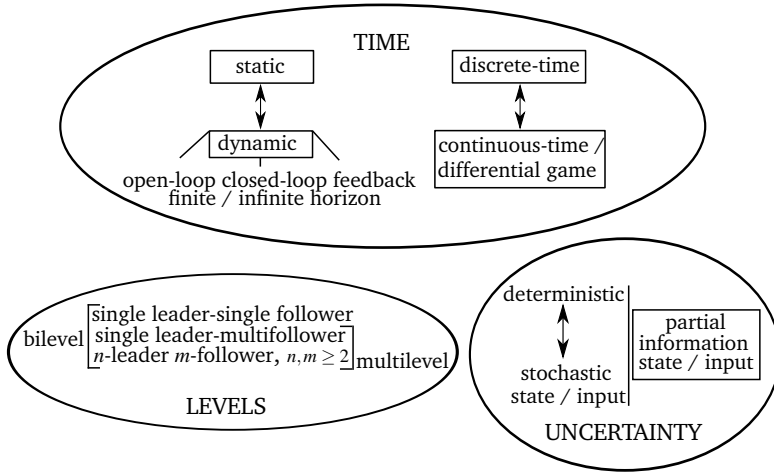 TIME
static
discrete-time
dynamic
continuous-time /
differential game
open-loop closed-loop feedback
finite / infinite horizon
bilevel
single leader-single follower
single leader-multifollower
n-leader m-follower, n,m ≥ 2
multilevel
LEVELS
deterministic
stochastic
state / input
partial
information
state / input
UNCERTAINTY